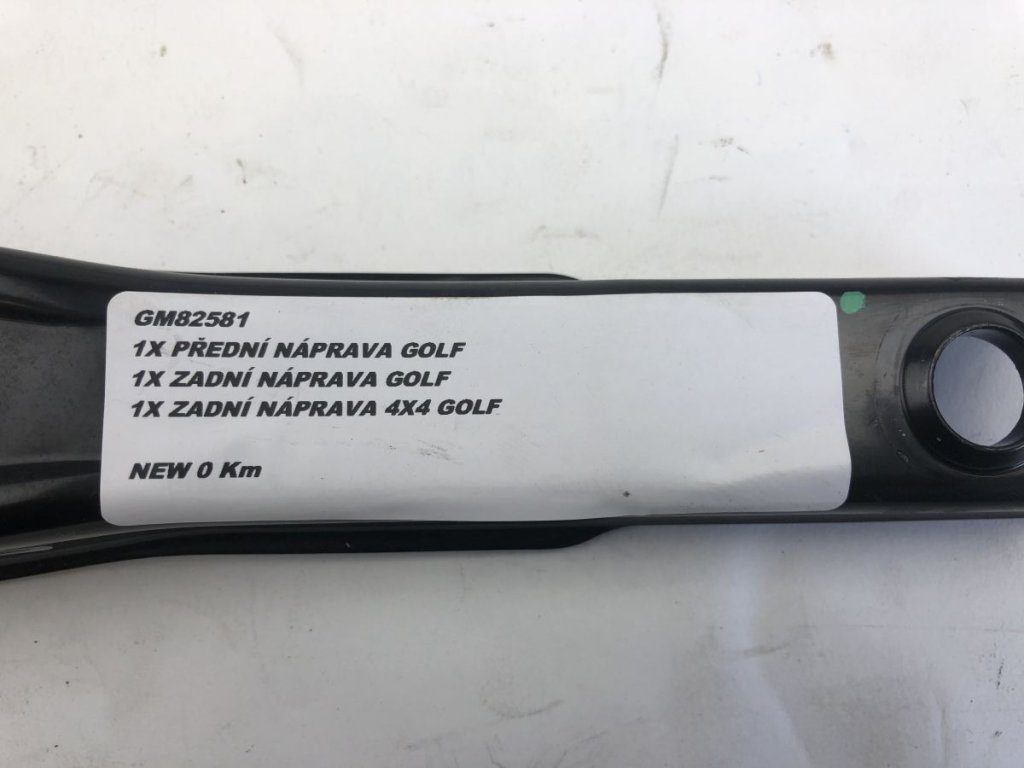 GM82581
1X PŘEDNÍ NÁPRAVA GOLF
1X ZADNÍ NÁPRAVA GOLF
1X ZADNÍ NÁPRAVA 4X4 GOLF
NEW 0 Km